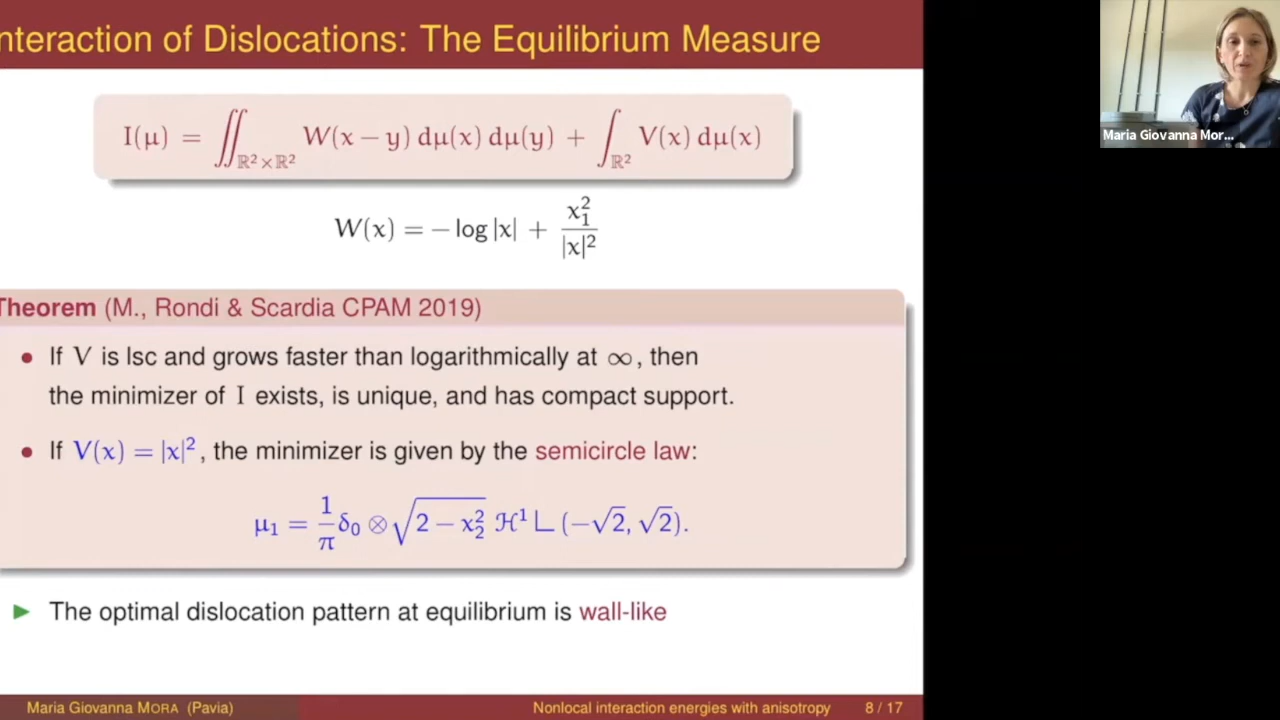 nteraction of Dislocations: The Equilibrium Measure
I(μ) = ∬_{ℝ²×ℝ²} W(x − y) dμ(x) dμ(y) + ∫_{ℝ²} V(x) dμ(x)
W(x) = − log |x| + x₁²/|x|²
Theorem (M., Rondi & Scardia CPAM 2019)
• If V is lsc and grows faster than logarithmically at ∞, then
the minimizer of I exists, is unique, and has compact support.
• If V(x) = |x|², the minimizer is given by the semicircle law:
μ₁ = 1/π δ₀ ⊗ √(2 − x₂²) ℋ¹ ∟ (−√2, √2).
▶ The optimal dislocation pattern at equilibrium is wall-like
Maria Giovanna MORA (Pavia) Nonlocal interaction energies with anisotropy 8 / 17
Maria Giovanna Mor...